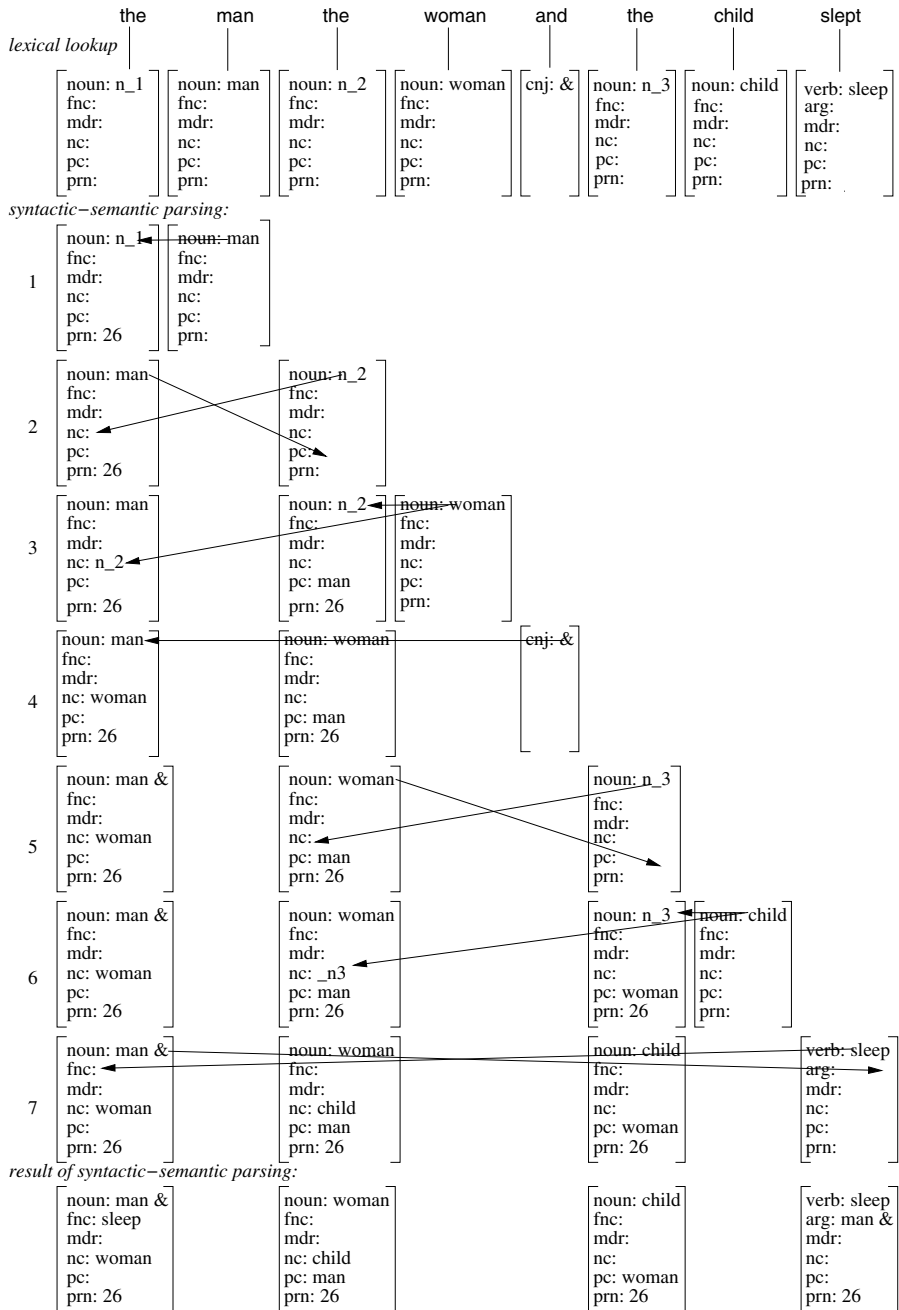 the man the woman and the child slept
lexical lookup
noun: n_1 noun: man noun: n_2 noun: woman cnj: & noun: n_3 noun: child verb: sleep
fnc: fnc: fnc: fnc: fnc: fnc: arg:
mdr: mdr: mdr: mdr: mdr: mdr: mdr:
nc: nc: nc: nc: nc: nc: nc:
pc: pc: pc: pc: pc: pc: pc:
prn: prn: prn: prn: prn: prn: prn:
syntactic−semantic parsing:
1
noun: n_1 noun: man
fnc: fnc:
mdr: mdr:
nc: nc:
pc: pc:
prn: 26 prn:
2
noun: man noun: n_2
fnc: fnc:
mdr: mdr:
nc: nc:
pc: pc:
prn: 26 prn:
3
noun: man noun: n_2 noun: woman
fnc: fnc: fnc:
mdr: mdr: mdr:
nc: n_2 nc: nc:
pc: pc: man pc:
prn: 26 prn: 26 prn:
4
noun: man noun: woman cnj: &
fnc: fnc:
mdr: mdr:
nc: woman nc:
pc: pc: man
prn: 26 prn: 26
5
noun: man & noun: woman noun: n_3
fnc: fnc: fnc:
mdr: mdr: mdr:
nc: woman nc: nc:
pc: pc: man pc:
prn: 26 prn: 26 prn:
6
noun: man & noun: woman noun: n_3 noun: child
fnc: fnc: fnc: fnc:
mdr: mdr: mdr: mdr:
nc: woman nc: _n3 nc: nc:
pc: pc: man pc: woman pc:
prn: 26 prn: 26 prn: 26 prn:
7
noun: man & noun: woman noun: child verb: sleep
fnc: fnc: fnc: arg:
mdr: mdr: mdr: mdr:
nc: woman nc: child nc: nc:
pc: pc: man pc: woman pc:
prn: 26 prn: 26 prn: 26 prn:
result of syntactic−semantic parsing:
noun: man & noun: woman noun: child verb: sleep
fnc: sleep fnc: fnc: arg: man &
mdr: mdr: mdr: mdr:
nc: woman nc: child nc: nc:
pc: pc: man pc: woman pc:
prn: 26 prn: 26 prn: 26 prn: 26